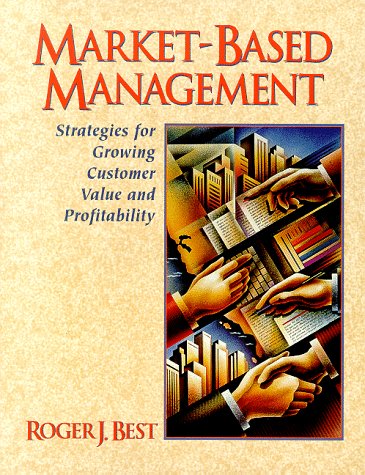 MARKET-BASED
MANAGEMENT
Strategies for
Growing
Customer
Value and
Profitability
ROGER J. BEST